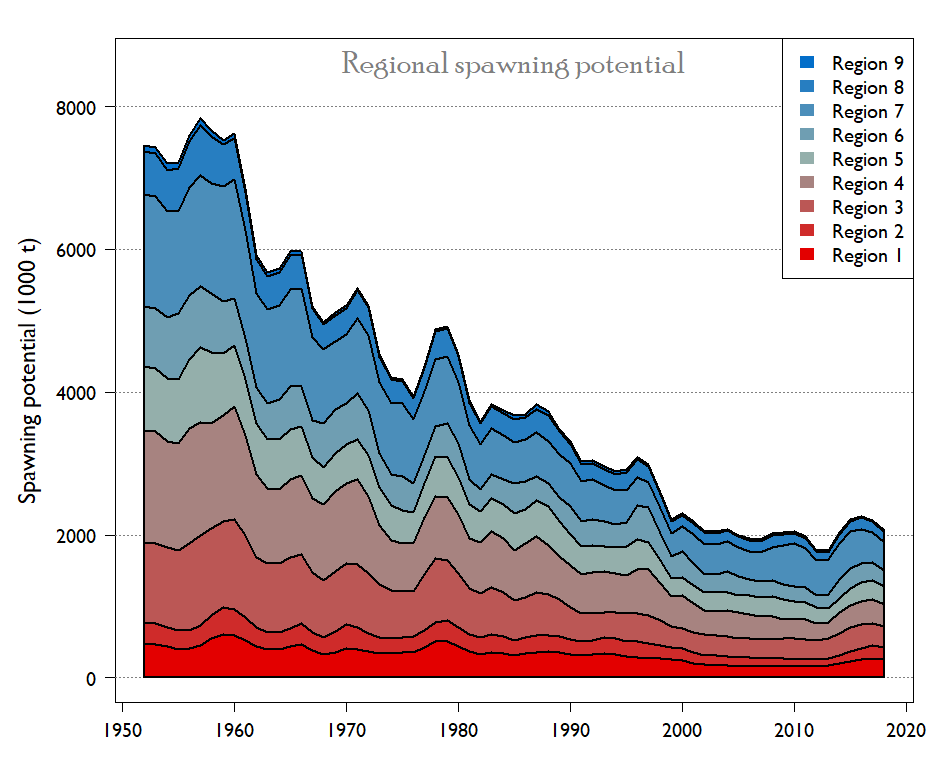 Regional spawning potential
Region 9
Region 8
Region 7
Region 6
Region 5
Region 4
Region 3
Region 2
Region 1
Spawning potential (1000 t)
8000
6000
4000
2000
0
1950 1960 1970 1980 1990 2000 2010 2020